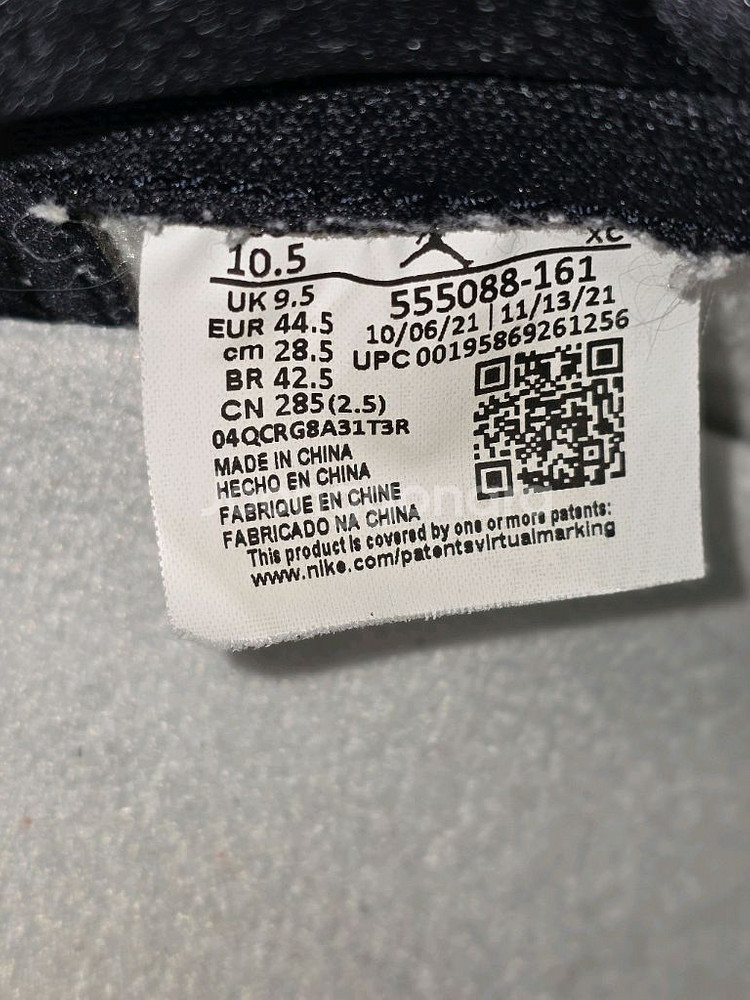 10.5 XC
UK 9.5 555088-161
EUR 44.5 10/06/21 | 11/13/21
cm 28.5 UPC 00195869261256
BR 42.5
CN 285(2.5)
04QCRG8A31T3R
MADE IN CHINA
HECHO EN CHINA
FABRIQUE EN CHINE
FABRICADO NA CHINA
This product is covered by one or more patents:
www.nike.com/patentsvirtualmarking